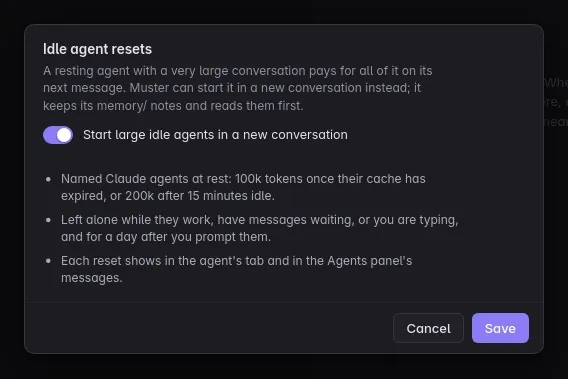 Idle agent resets
A resting agent with a very large conversation pays for all of it on its
next message. Muster can start it in a new conversation instead; it
keeps its memory/ notes and reads them first.
Start large idle agents in a new conversation
• Named Claude agents at rest: 100k tokens once their cache has
expired, or 200k after 15 minutes idle.
• Left alone while they work, have messages waiting, or you are typing,
and for a day after you prompt them.
• Each reset shows in the agent's tab and in the Agents panel's
messages.
Cancel
Save